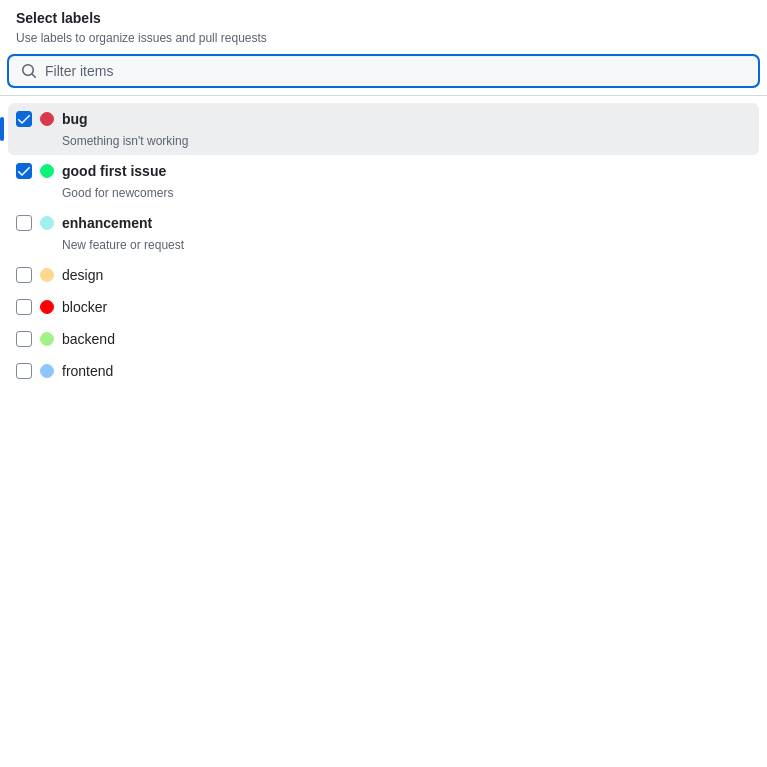 Select labels
Use labels to organize issues and pull requests
Filter items
bug
Something isn't working
good first issue
Good for newcomers
enhancement
New feature or request
design
blocker
backend
frontend